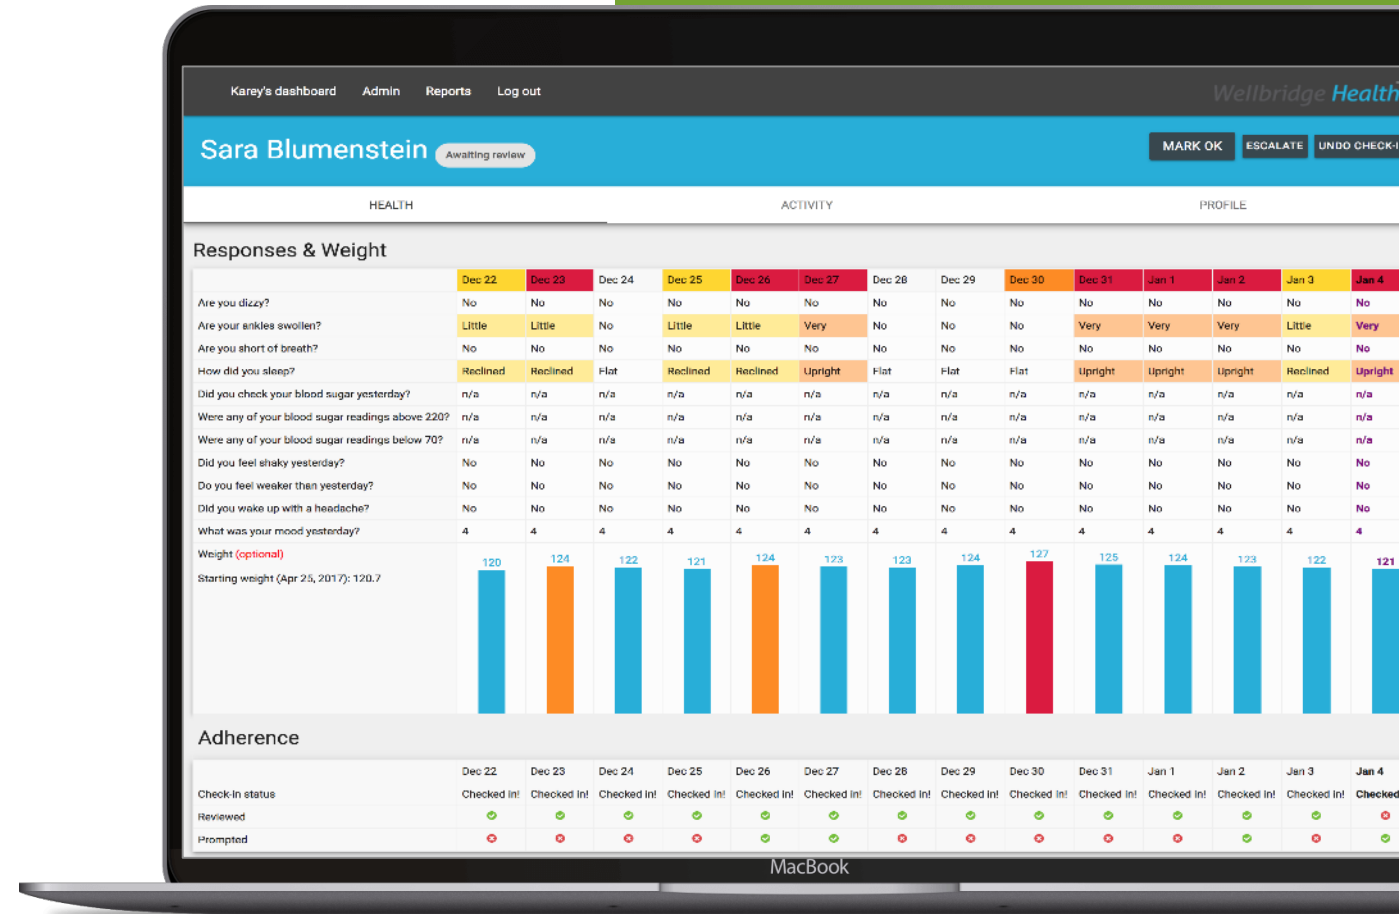 Karey's dashboard Admin Reports Log out Wellbridge Health
Sara Blumenstein Awaiting review MARK OK ESCALATE UNDO CHECK-I
HEALTH ACTIVITY PROFILE
Responses & Weight
Dec 22 Dec 23 Dec 24 Dec 25 Dec 26 Dec 27 Dec 28 Dec 29 Dec 30 Dec 31 Jan 1 Jan 2 Jan 3 Jan 4
Are you dizzy? No No No No No No No No No No No No No No
Are your ankles swollen? Little Little No Little Little Very No No No Very Very Very Little Very
Are you short of breath? No No No No No No No No No No No No No No
How did you sleep? Reclined Reclined Flat Reclined Reclined Upright Flat Flat Flat Upright Upright Upright Reclined Upright
Did you check your blood sugar yesterday? n/a n/a n/a n/a n/a n/a n/a n/a n/a n/a n/a n/a n/a n/a
Were any of your blood sugar readings above 220? n/a n/a n/a n/a n/a n/a n/a n/a n/a n/a n/a n/a n/a n/a
Were any of your blood sugar readings below 70? n/a n/a n/a n/a n/a n/a n/a n/a n/a n/a n/a n/a n/a n/a
Did you feel shaky yesterday? No No No No No No No No No No No No No No
Do you feel weaker than yesterday? No No No No No No No No No No No No No No
Did you wake up with a headache? No No No No No No No No No No No No No No
What was your mood yesterday? 4 4 4 4 4 4 4 4 4 4 4 4 4 4
Weight (optional) 120 124 122 121 124 123 123 124 127 125 124 123 122 121
Starting weight (Apr 25, 2017): 120.7
Adherence
Dec 22 Dec 23 Dec 24 Dec 25 Dec 26 Dec 27 Dec 28 Dec 29 Dec 30 Dec 31 Jan 1 Jan 2 Jan 3 Jan 4
Check-in status Checked in! Checked in! Checked in! Checked in! Checked in! Checked in! Checked in! Checked in! Checked in! Checked in! Checked in! Checked in! Checked in! Checked
Reviewed
Prompted
MacBook